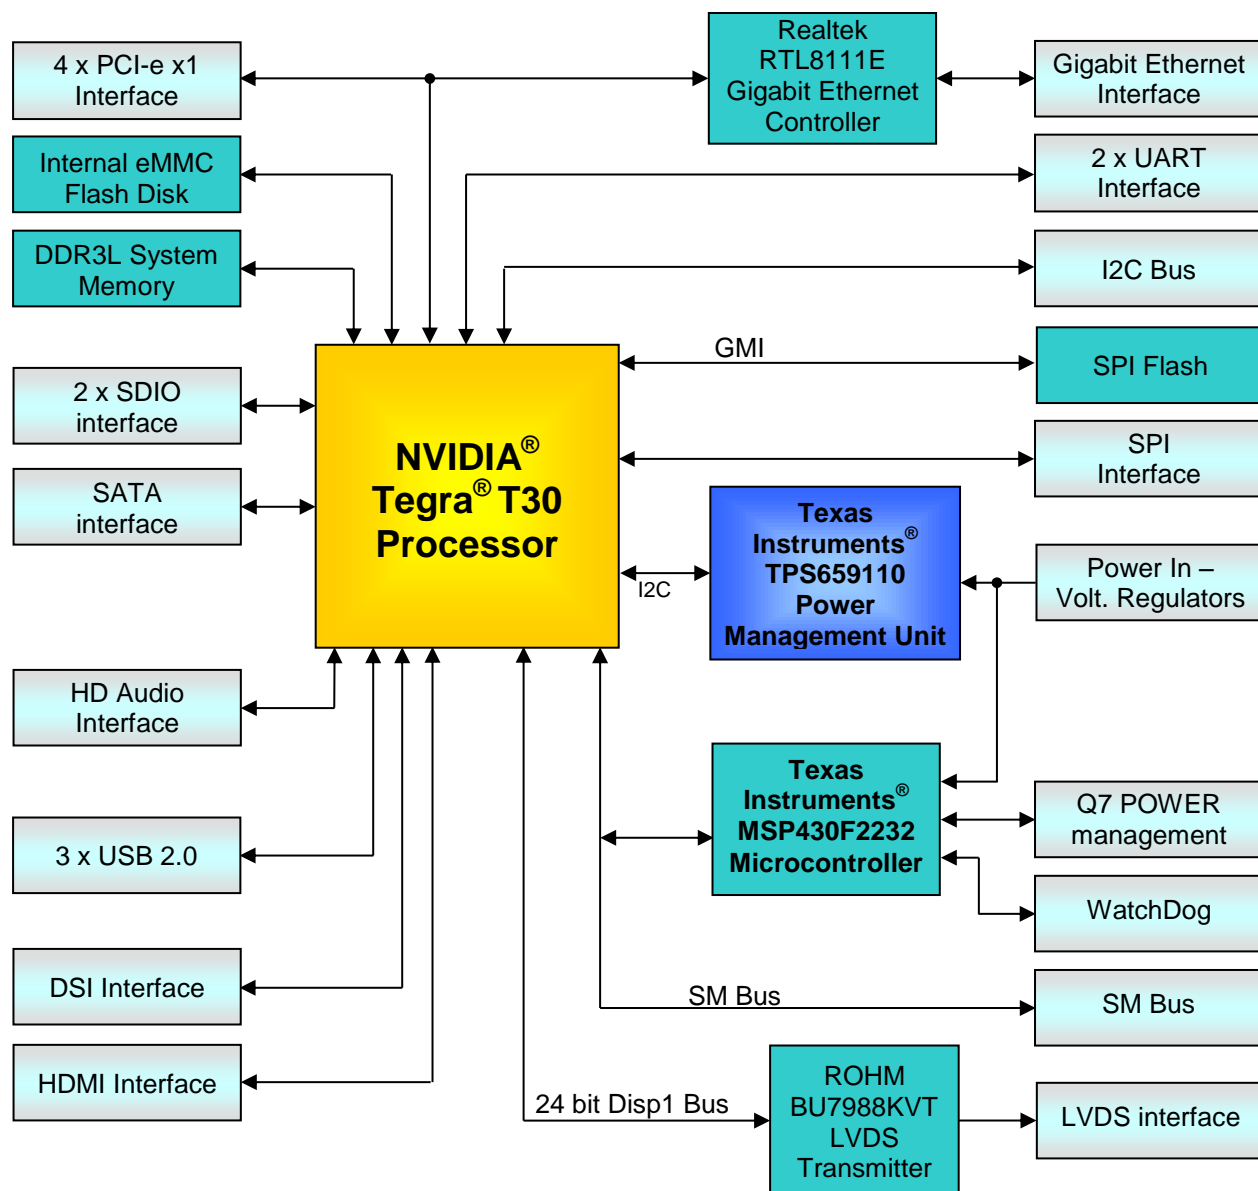 4 x PCI-e x1
Interface
Realtek
RTL8111E
Gigabit Ethernet
Controller
Gigabit Ethernet
Interface
Internal eMMC
Flash Disk
2 x UART
Interface
DDR3L System
Memory
I2C Bus
GMI
SPI Flash
2 x SDIO
interface
SPI
Interface
NVIDIA®
Tegra® T30
Processor
SATA
interface
Texas
Instruments®
TPS659110
Power
Management Unit
I2C
Power In –
Volt. Regulators
HD Audio
Interface
Texas
Instruments®
MSP430F2232
Microcontroller
Q7 POWER
management
3 x USB 2.0
WatchDog
DSI Interface
SM Bus
SM Bus
HDMI Interface
24 bit Disp1 Bus
ROHM
BU7988KVT
LVDS
Transmitter
LVDS interface